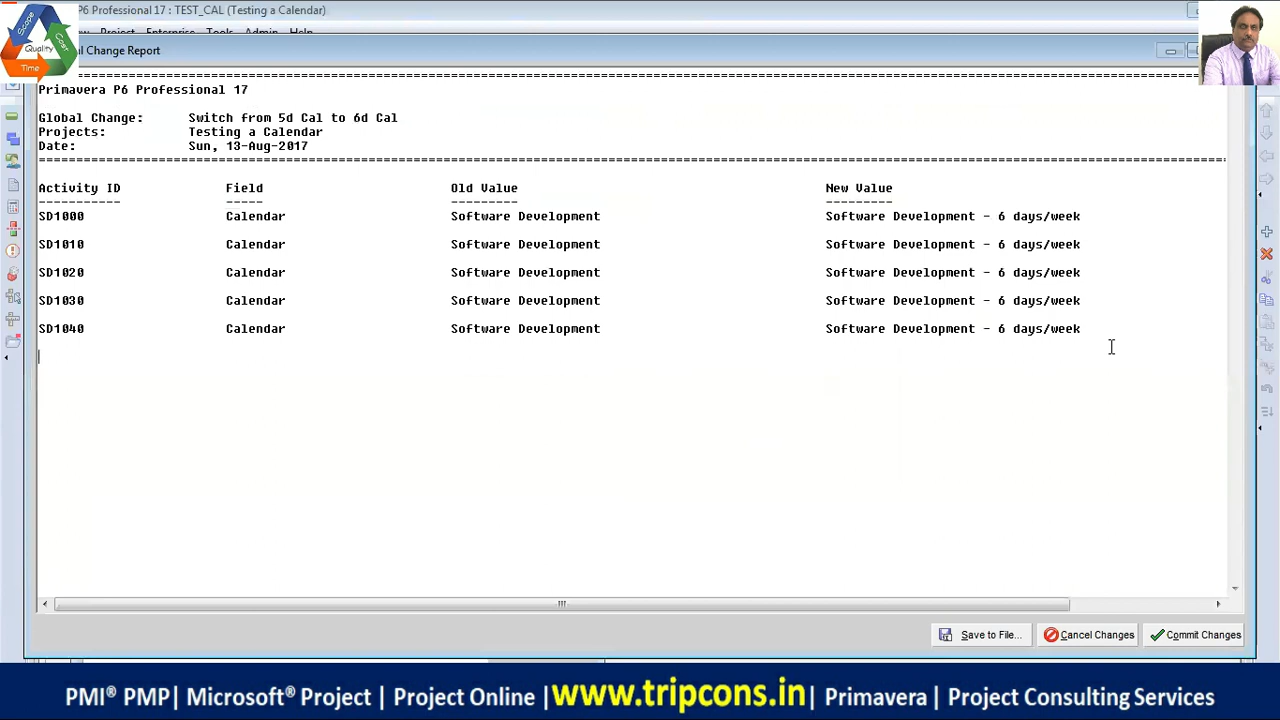 P6 Professional 17 : TEST_CAL (Testing a Calendar)
Project Enterprise Tools Admin Help
Scope
Quality
Cost
Time
l Change Report
Primavera P6 Professional 17
Global Change: Switch from 5d Cal to 6d Cal
Projects: Testing a Calendar
Date: Sun, 13-Aug-2017
Activity ID Field Old Value New Value
SD1000 Calendar Software Development Software Development - 6 days/week
SD1010 Calendar Software Development Software Development - 6 days/week
SD1020 Calendar Software Development Software Development - 6 days/week
SD1030 Calendar Software Development Software Development - 6 days/week
SD1040 Calendar Software Development Software Development - 6 days/week
Save to File... Cancel Changes Commit Changes
PMI® PMP| Microsoft® Project | Project Online |www.tripcons.in| Primavera | Project Consulting Services